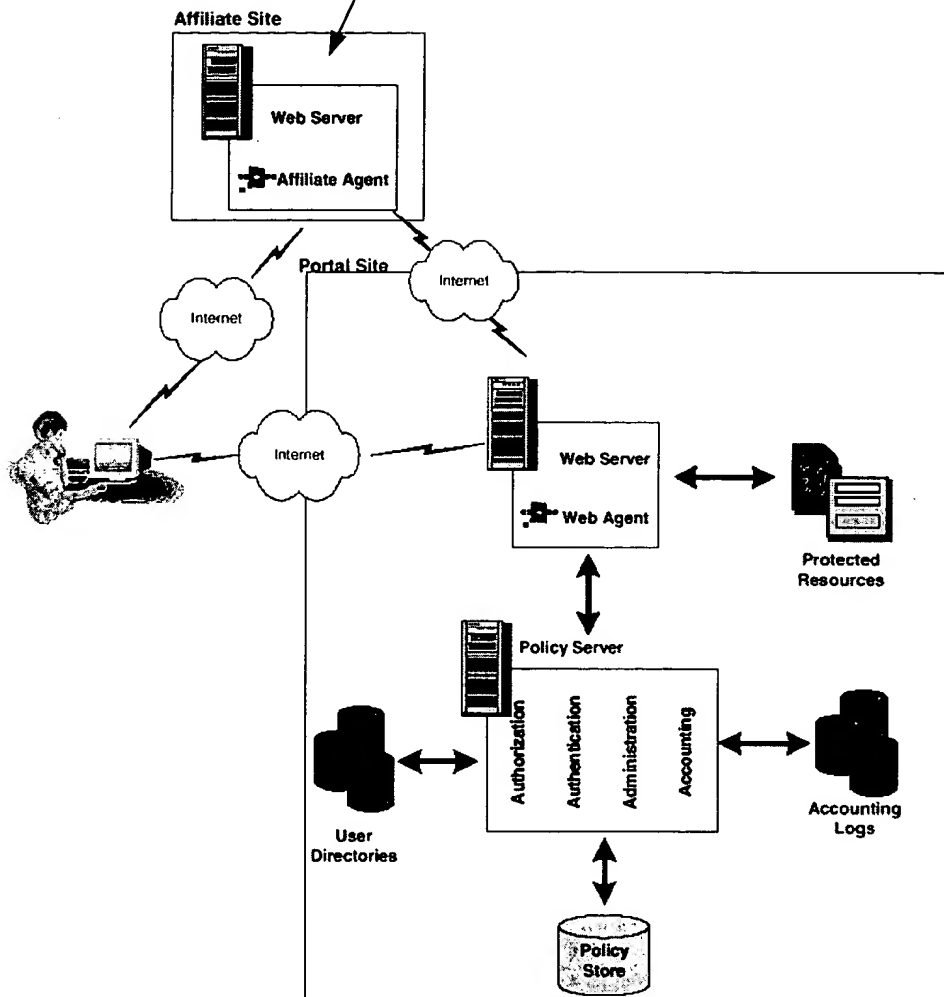 Affiliate Site
Web Server
Affiliate Agent
Portal Site
Internet
Internet
Internet
Web Server
Web Agent
Protected
Resources
Policy Server
Authorization
Authentication
Administration
Accounting
User
Directories
Accounting
Logs
Policy
Store